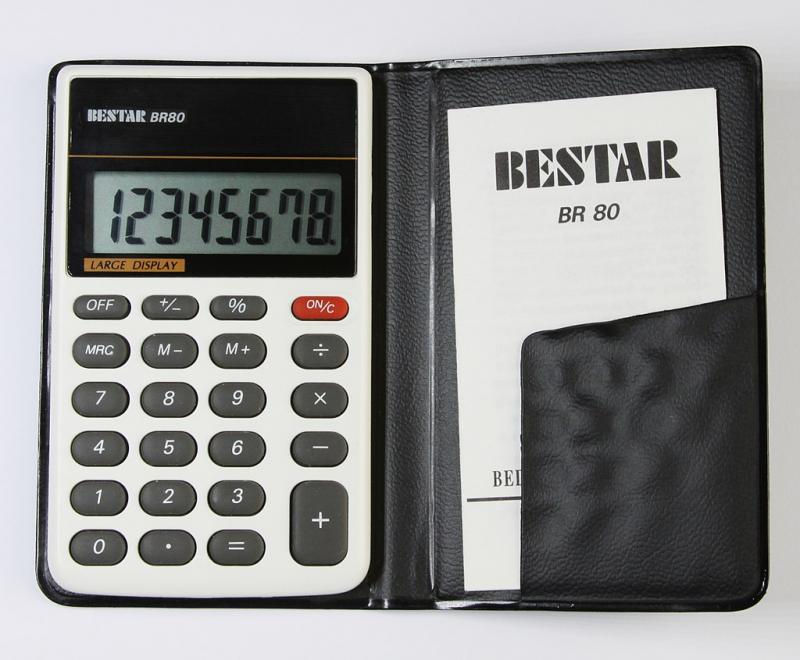 BESTAR BR80
12345678.
LARGE DISPLAY
OFF +/− % ON/C
MRC M− M+ ÷
7 8 9 ×
4 5 6 −
1 2 3 +
0 . =
BESTAR
BR 80